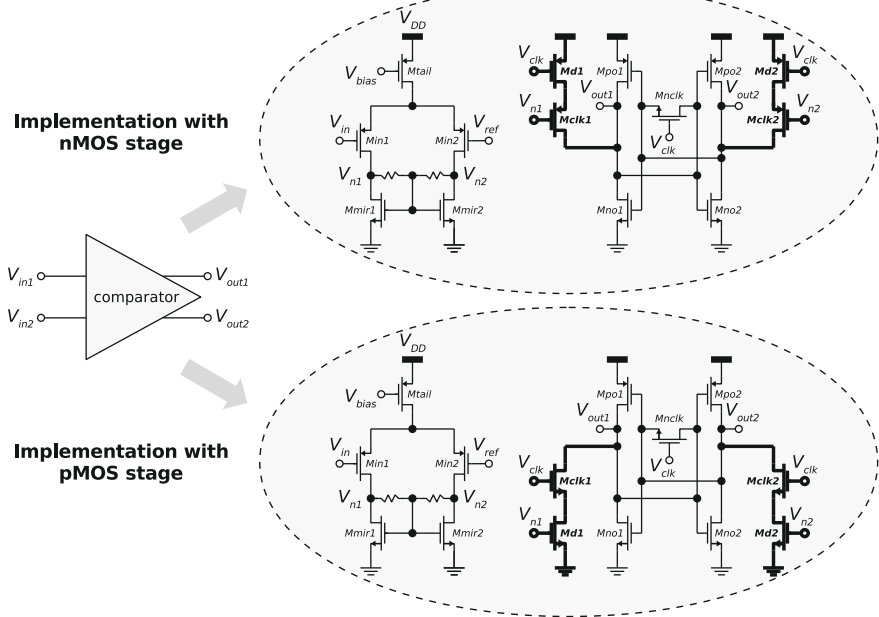 V_DD
V_bias
Mtail
V_in
Min1
Min2
V_ref
V_n1
V_n2
Mmir1
Mmir2
V_clk
Md1
Mpo1
Mpo2
Md2
V_clk
V_out1
Mnclk
V_out2
V_n1
Mclk1
V_clk
Mclk2
V_n2
Mno1
Mno2
Implementation with
nMOS stage
V_in1
V_out1
comparator
V_in2
V_out2
Implementation with
pMOS stage
V_DD
V_bias
Mtail
V_in
Min1
Min2
V_ref
V_n1
V_n2
Mmir1
Mmir2
Mpo1
Mpo2
V_out1
Mnclk
V_out2
V_clk
Mclk1
V_clk
Mclk2
V_clk
V_n1
Md1
Mno1
Mno2
Md2
V_n2